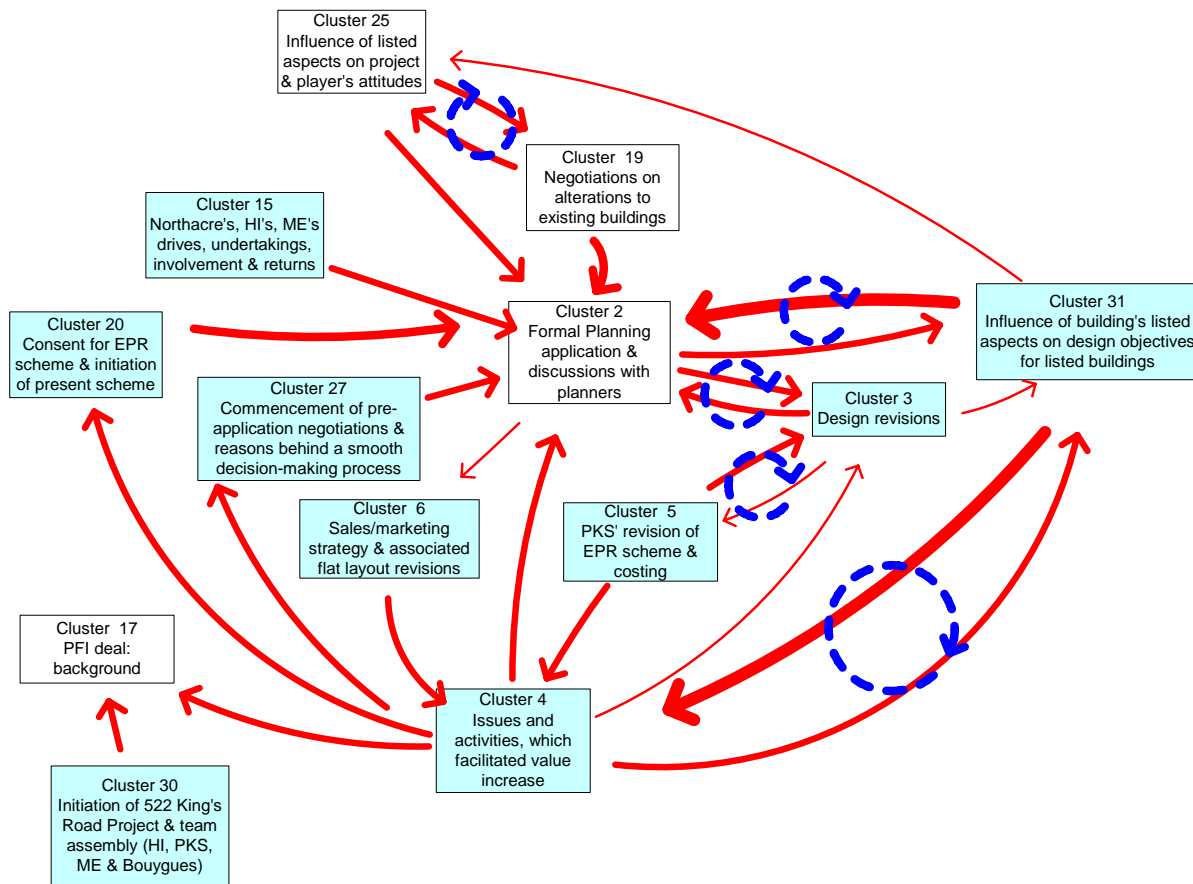 Cluster 25
Influence of listed
aspects on project
& player's attitudes
Cluster 19
Negotiations on
alterations to
existing buildings
Cluster 15
Northacre's, HI's, ME's
drives, undertakings,
involvement & returns
Cluster 2
Formal Planning
application &
discussions with
planners
Cluster 31
Influence of building's listed
aspects on design objectives
for listed buildings
Cluster 20
Consent for EPR
scheme & initiation
of present scheme
Cluster 27
Commencement of pre-
application negotiations &
reasons behind a smooth
decision-making process
Cluster 3
Design revisions
Cluster 6
Sales/marketing
strategy & associated
flat layout revisions
Cluster 5
PKS' revision of
EPR scheme &
costing
Cluster 17
PFI deal:
background
Cluster 4
Issues and
activities, which
facilitated value
increase
Cluster 30
Initiation of 522 King's
Road Project & team
assembly (HI, PKS,
ME & Bouygues)